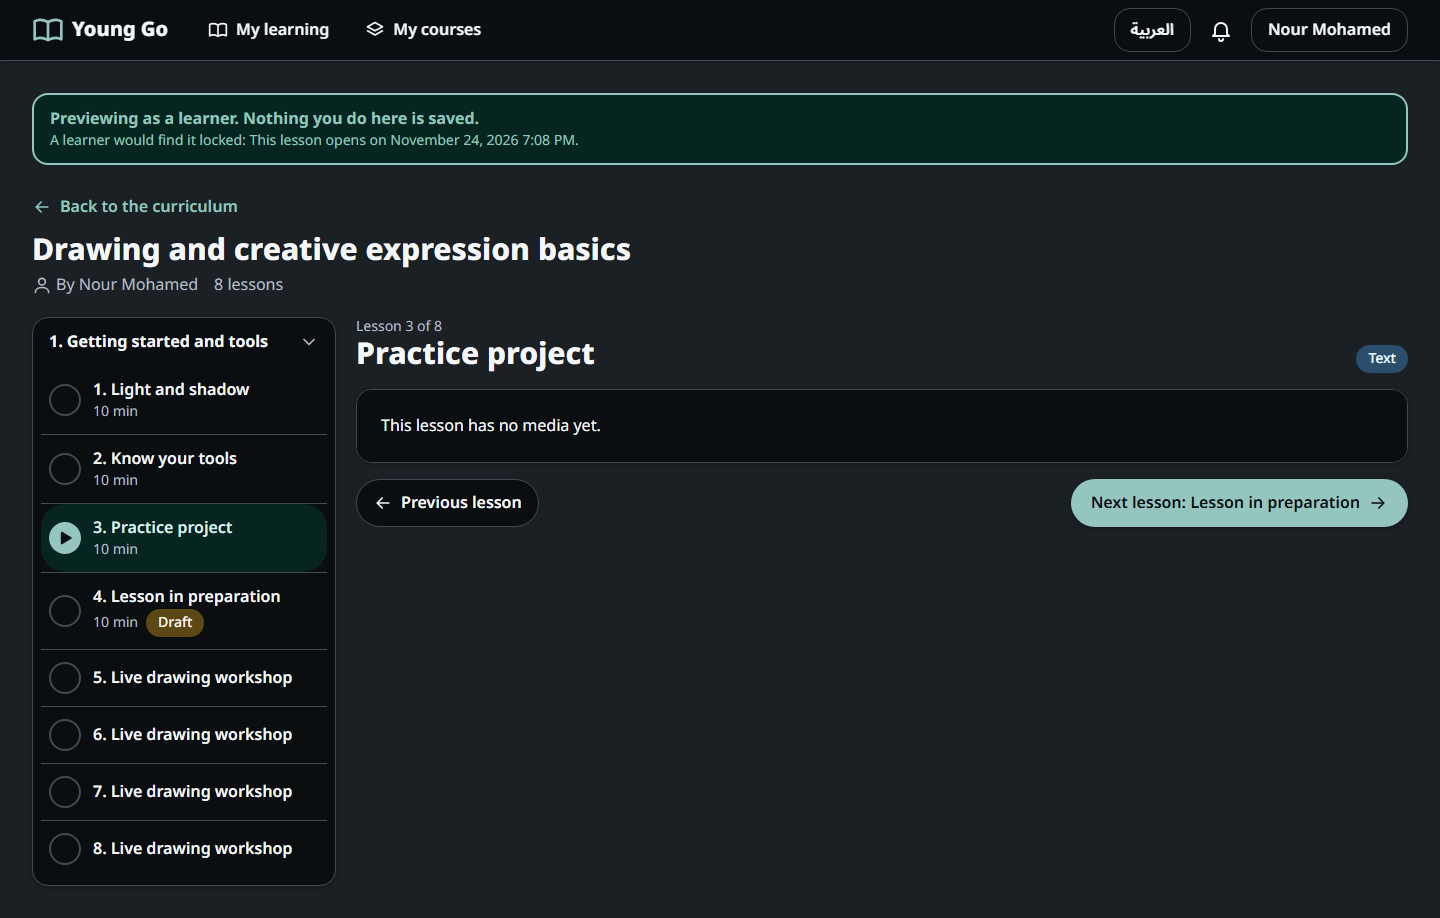 Young Go
My learning
My courses
العربية
Nour Mohamed
Previewing as a learner. Nothing you do here is saved.
A learner would find it locked: This lesson opens on November 24, 2026 7:08 PM.
Back to the curriculum
Drawing and creative expression basics
By Nour Mohamed 8 lessons
1. Getting started and tools
1. Light and shadow
10 min
2. Know your tools
10 min
3. Practice project
10 min
4. Lesson in preparation
10 min Draft
5. Live drawing workshop
6. Live drawing workshop
7. Live drawing workshop
8. Live drawing workshop
Lesson 3 of 8
Practice project
Text
This lesson has no media yet.
Previous lesson
Next lesson: Lesson in preparation